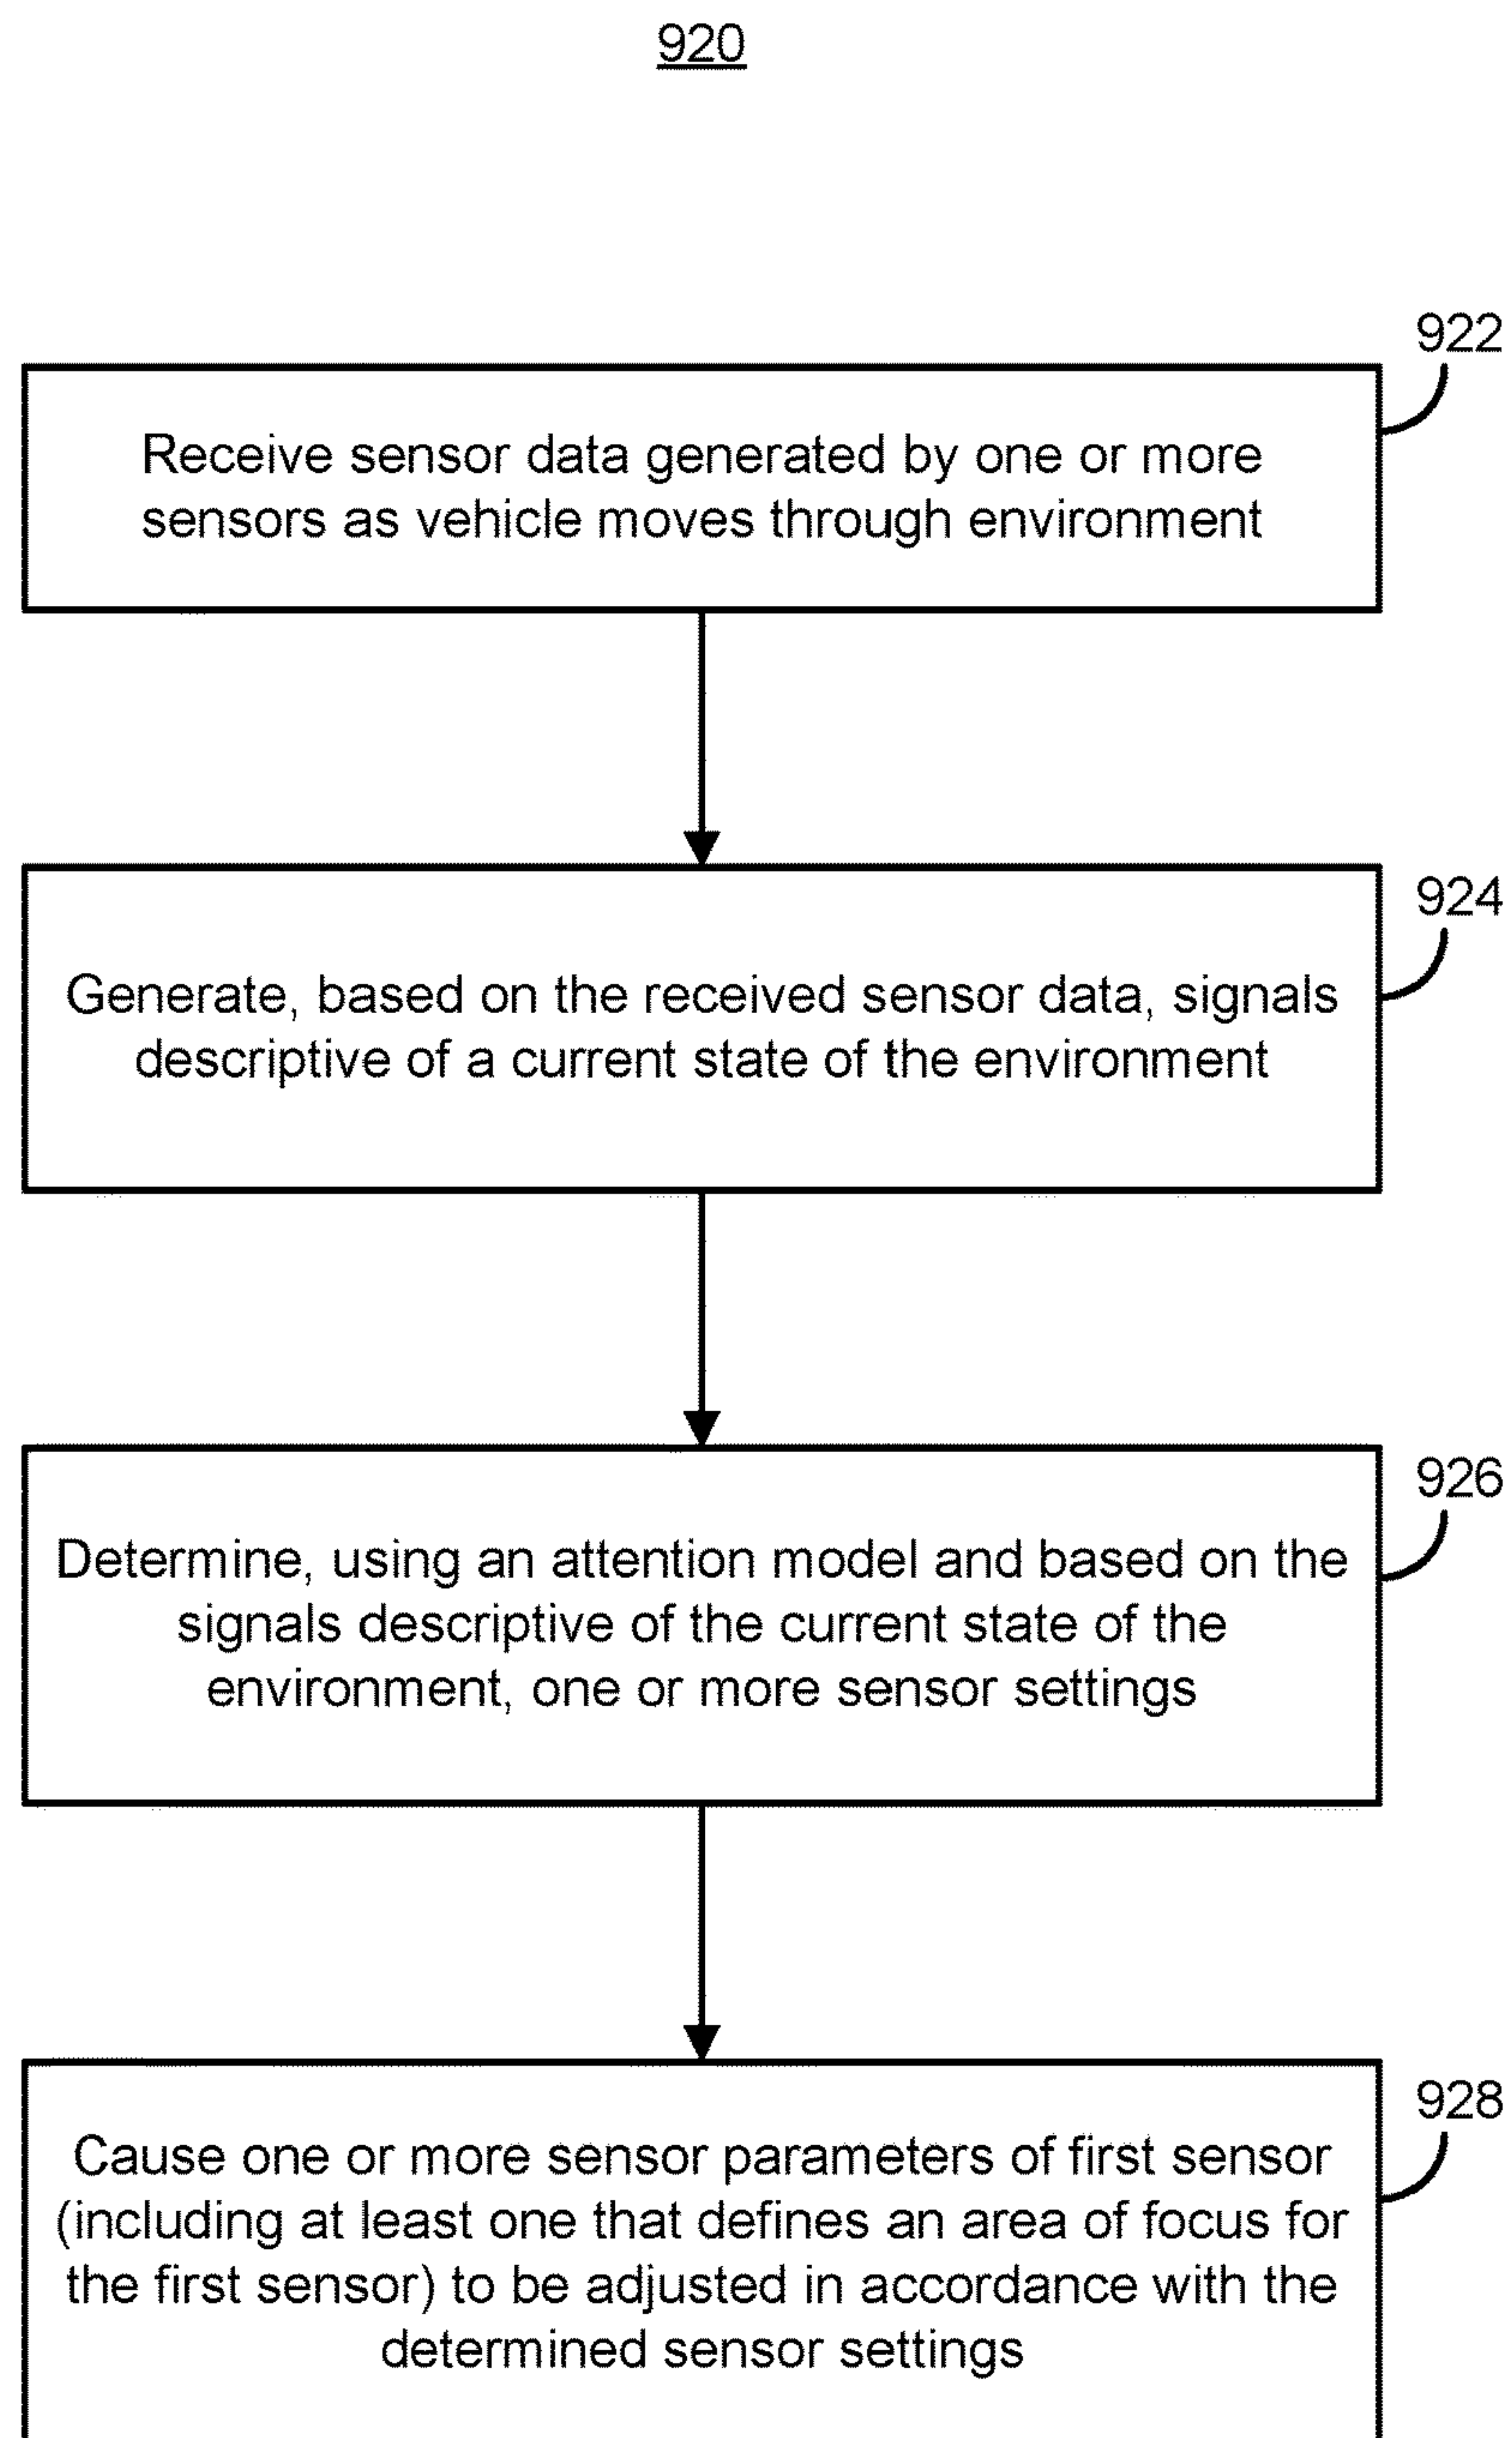 920
922
Receive sensor data generated by one or more
sensors as vehicle moves through environment
924
Generate, based on the received sensor data, signals
descriptive of a current state of the environment
926
Determine, using an attention model and based on the
signals descriptive of the current state of the
environment, one or more sensor settings
928
Cause one or more sensor parameters of first sensor
(including at least one that defines an area of focus for
the first sensor) to be adjusted in accordance with the
determined sensor settings